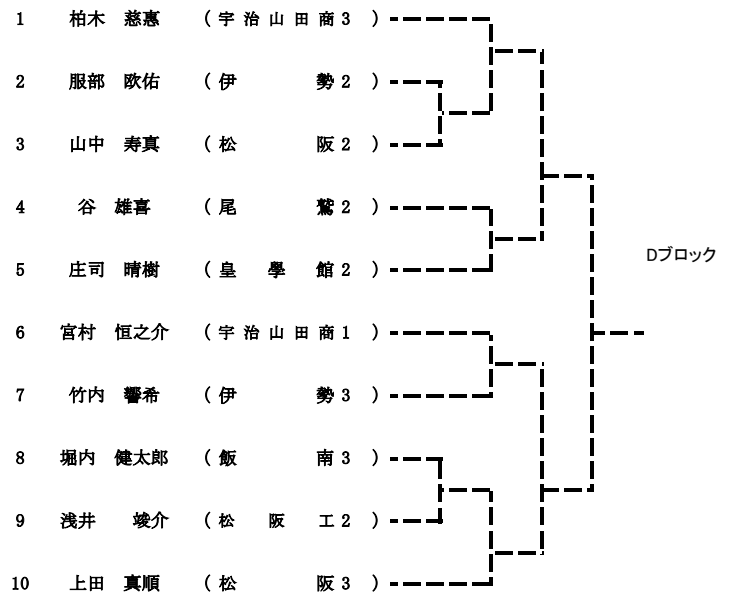 1 柏木 慈惠 （宇治山田商3）
2 服部 欧佑 （伊 勢2）
3 山中 寿真 （松 阪2）
4 谷 雄喜 （尾 鷲2）
Dブロック
5 庄司 晴樹 （皇 學 館2）
6 宮村 恒之介 （宇治山田商1）
7 竹内 響希 （伊 勢3）
8 堀内 健太郎 （飯 南3）
9 浅井 竣介 （松 阪 工2）
10 上田 真順 （松 阪3）